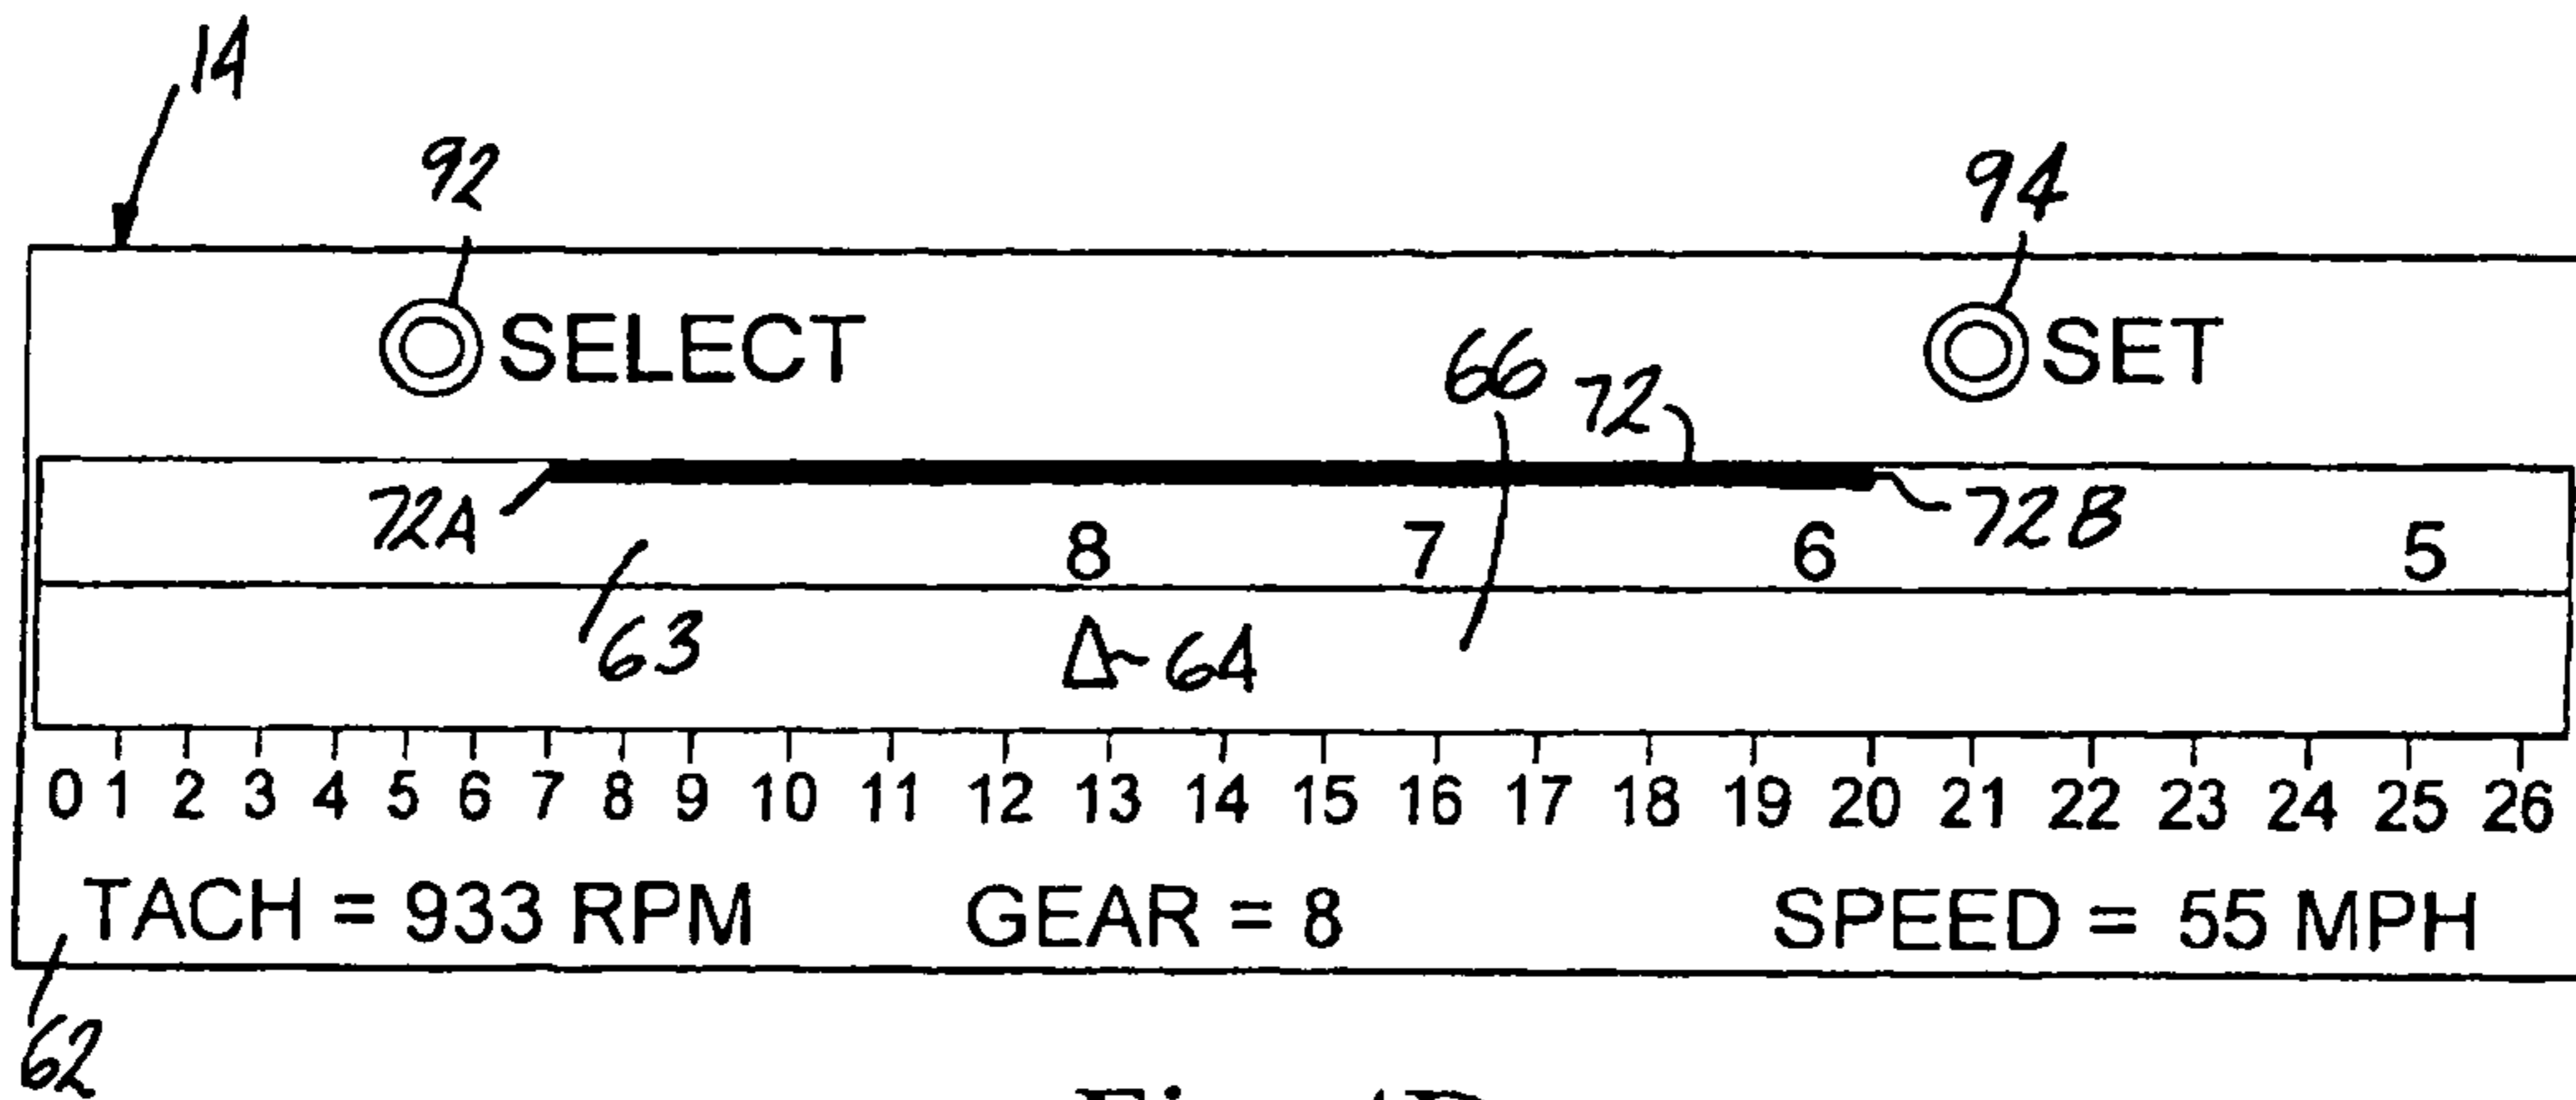 14
92
94
SELECT
SET
66 72
72A
72B
8 7 6 5
63
64
0 1 2 3 4 5 6 7 8 9 10 11 12 13 14 15 16 17 18 19 20 21 22 23 24 25 26
TACH = 933 RPM GEAR = 8 SPEED = 55 MPH
62